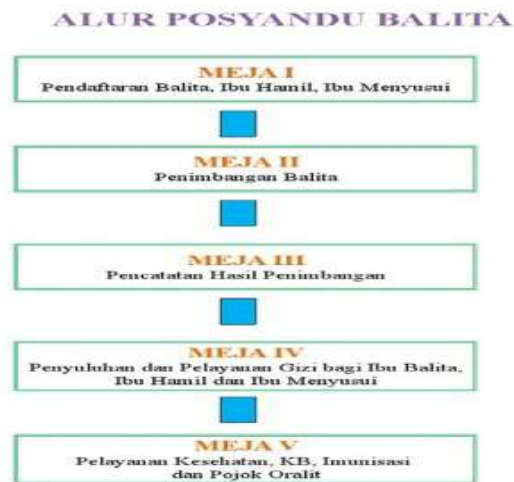 ALUR POSYANDU BALITA
MEJA I
Pendaftaran Balita, Ibu Hamil, Ibu Menyusui
MEJA II
Penimbangan Balita
MEJA III
Pencatatan Hasil Penimbangan
MEJA IV
Penyuluhan dan Pelayanan Gizi bagi Ibu Balita,
Ibu Hamil dan Ibu Menyusui
MEJA V
Pelayanan Kesehatan, KB, Imunisasi
dan Pojok Oralit